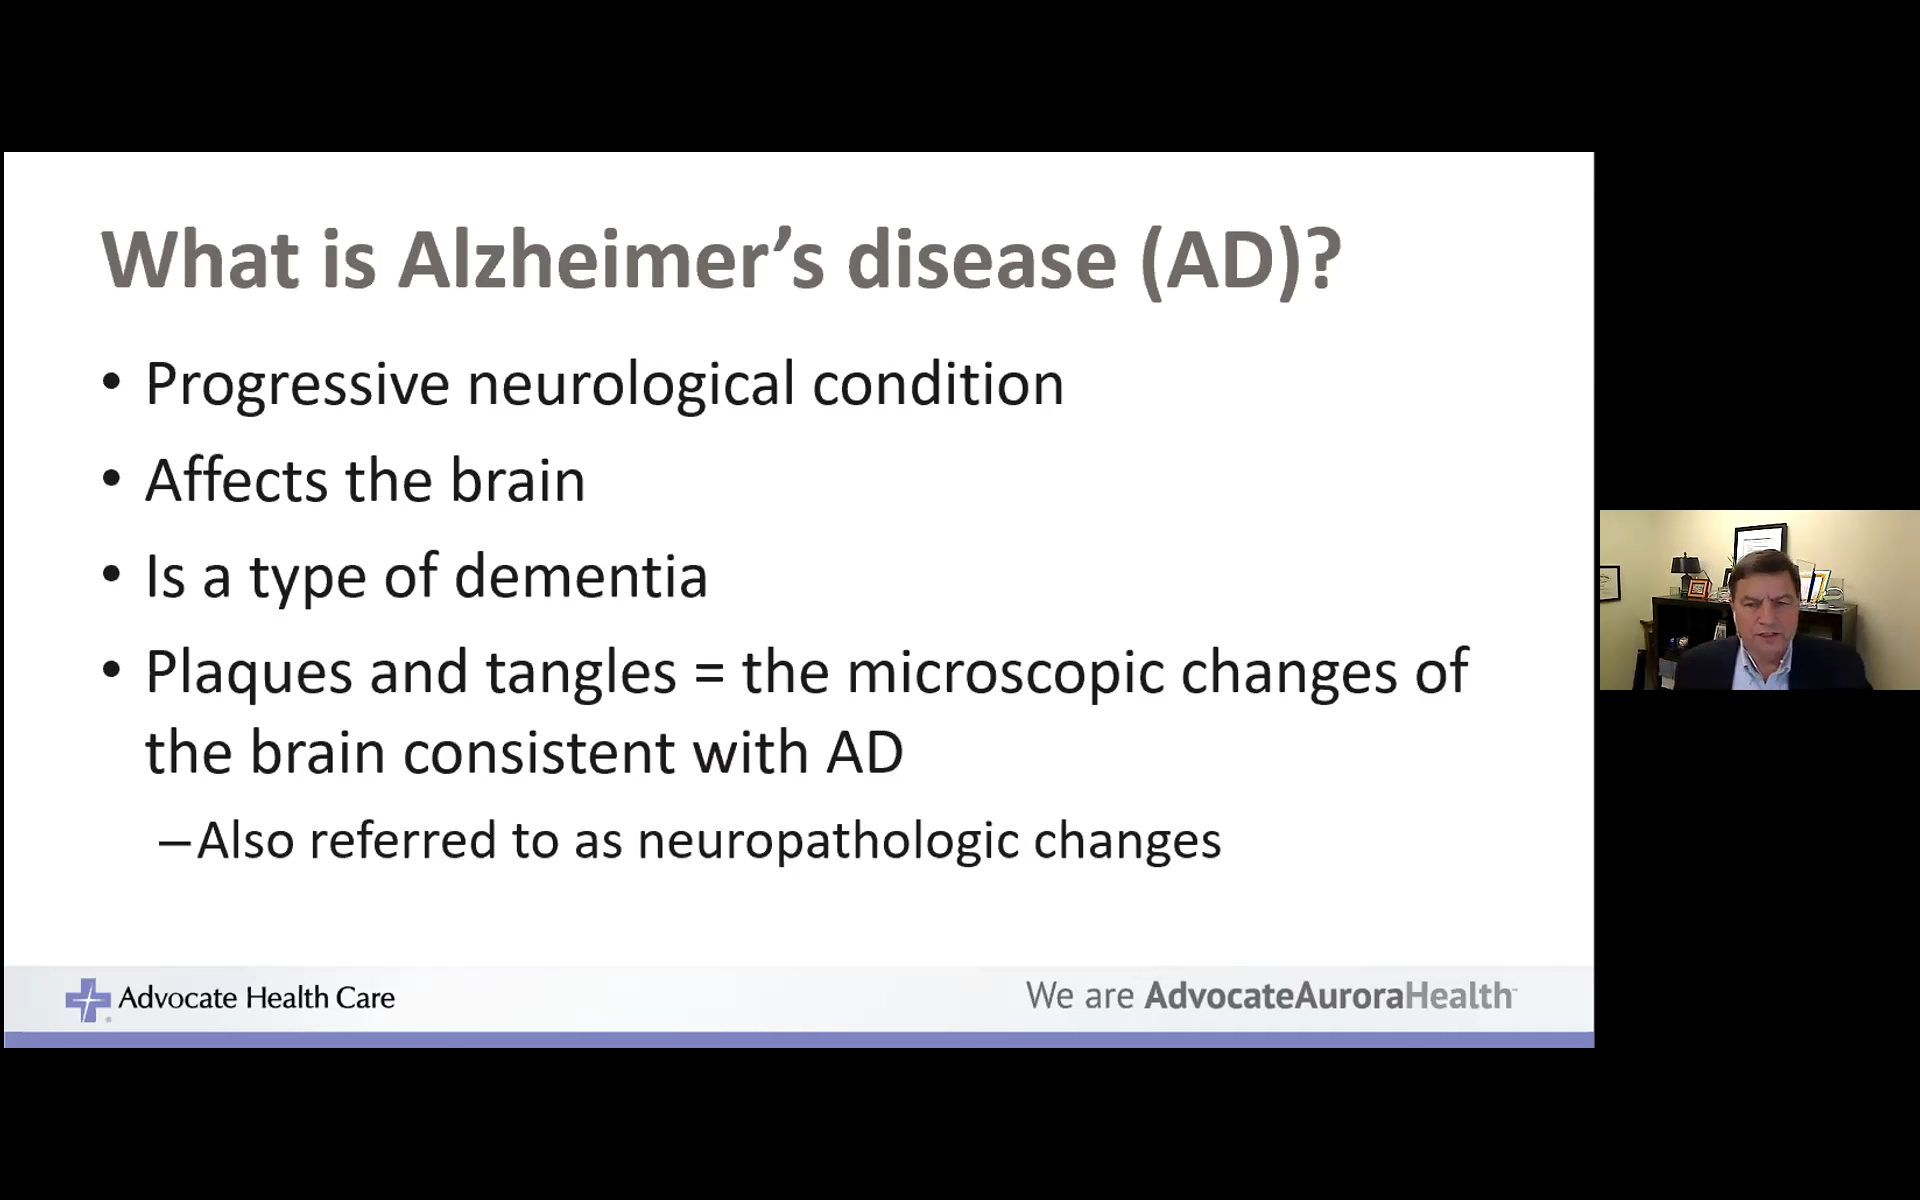 What is Alzheimer’s disease (AD)?
• Progressive neurological condition
• Affects the brain
• Is a type of dementia
• Plaques and tangles = the microscopic changes of
the brain consistent with AD
–Also referred to as neuropathologic changes
Advocate Health Care
We are AdvocateAuroraHealth